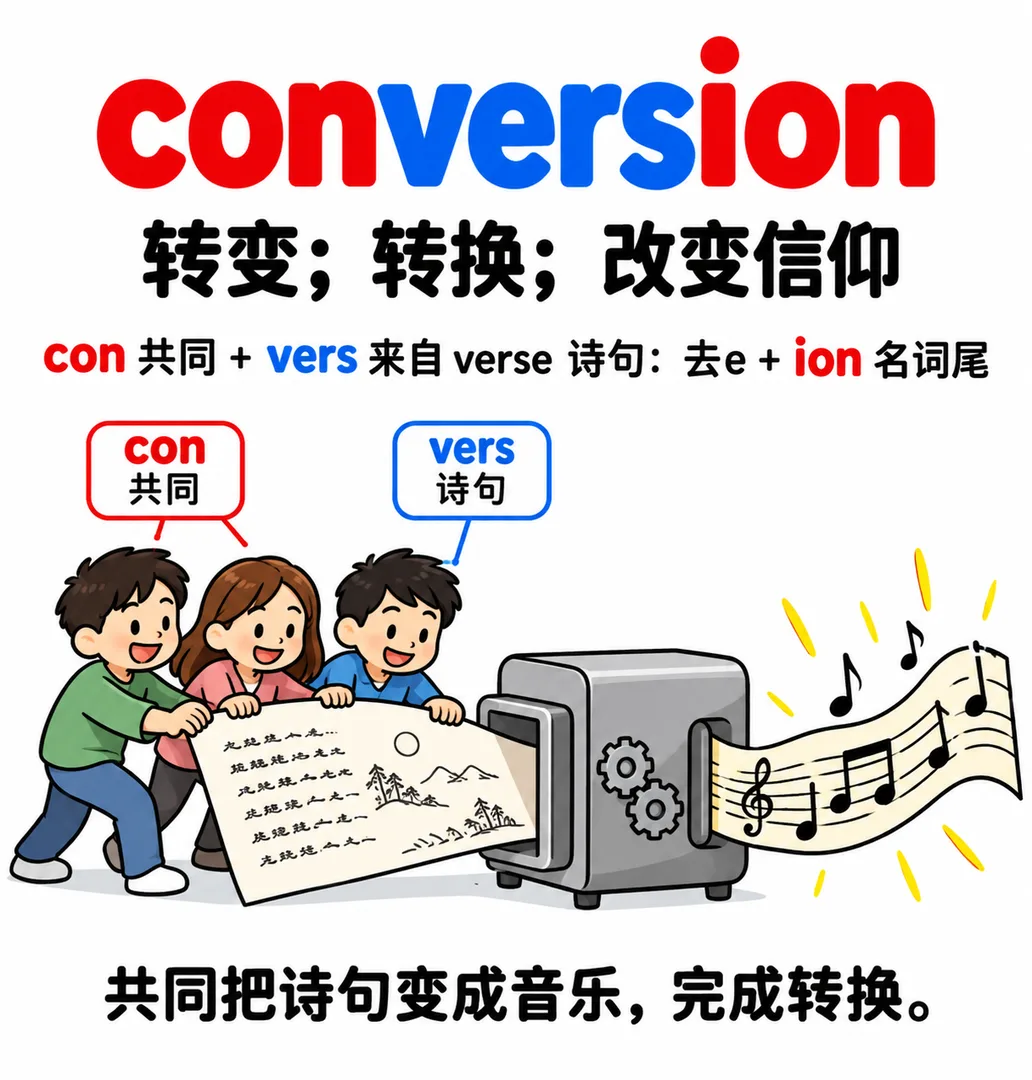 conversion
转变；转换；改变信仰
con 共同 + vers 来自 verse 诗句：去e + ion 名词尾
con
共同
vers
诗句
共同把诗句变成音乐，完成转换。